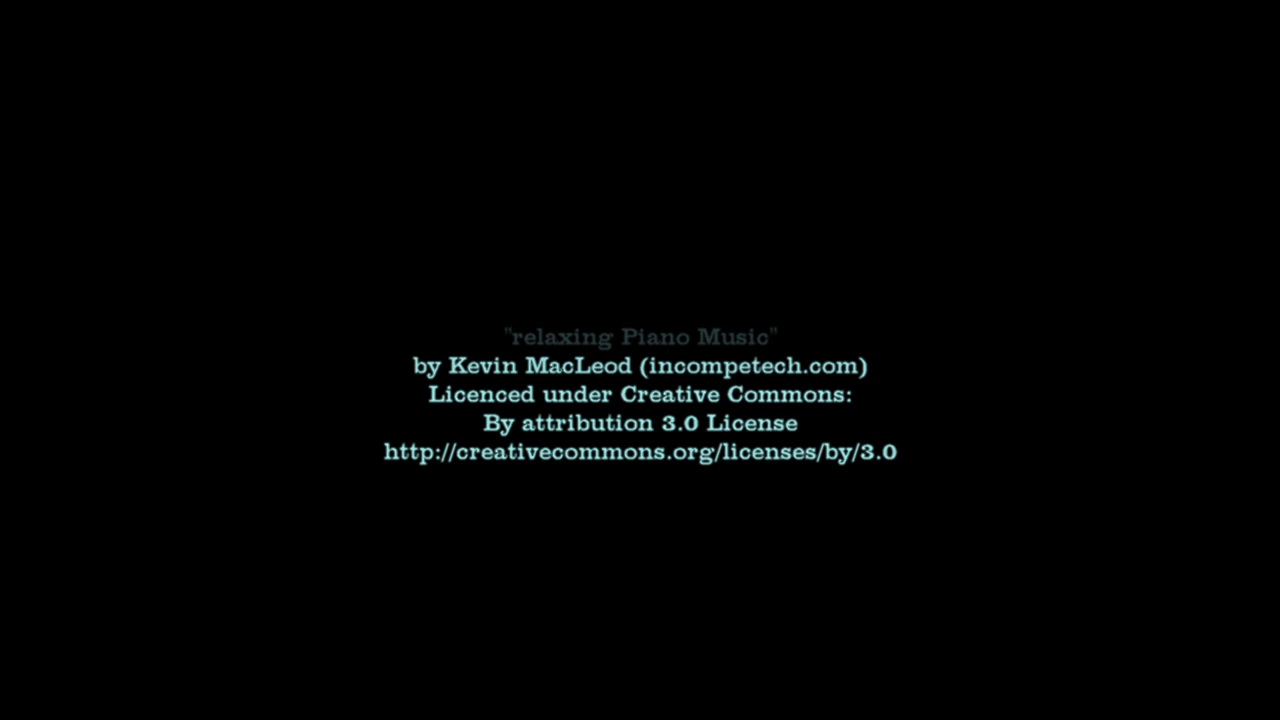 "relaxing Piano Music"
by Kevin MacLeod (incompetech.com)
Licenced under Creative Commons:
By attribution 3.0 License
http://creativecommons.org/licenses/by/3.0